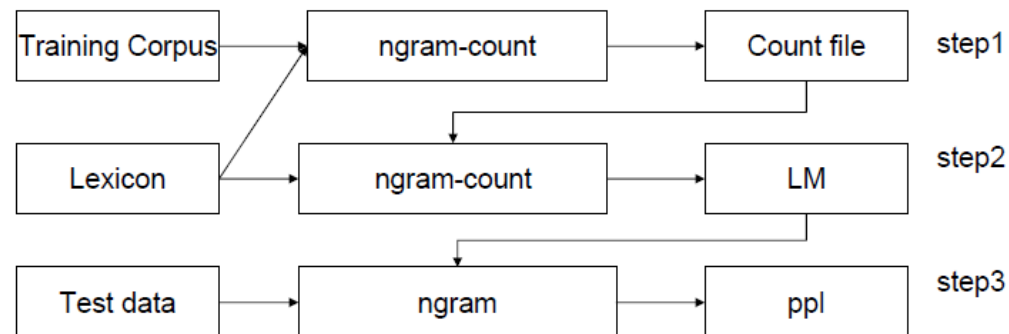 Training Corpus
ngram-count
Count file
step1
Lexicon
ngram-count
LM
step2
Test data
ngram
ppl
step3